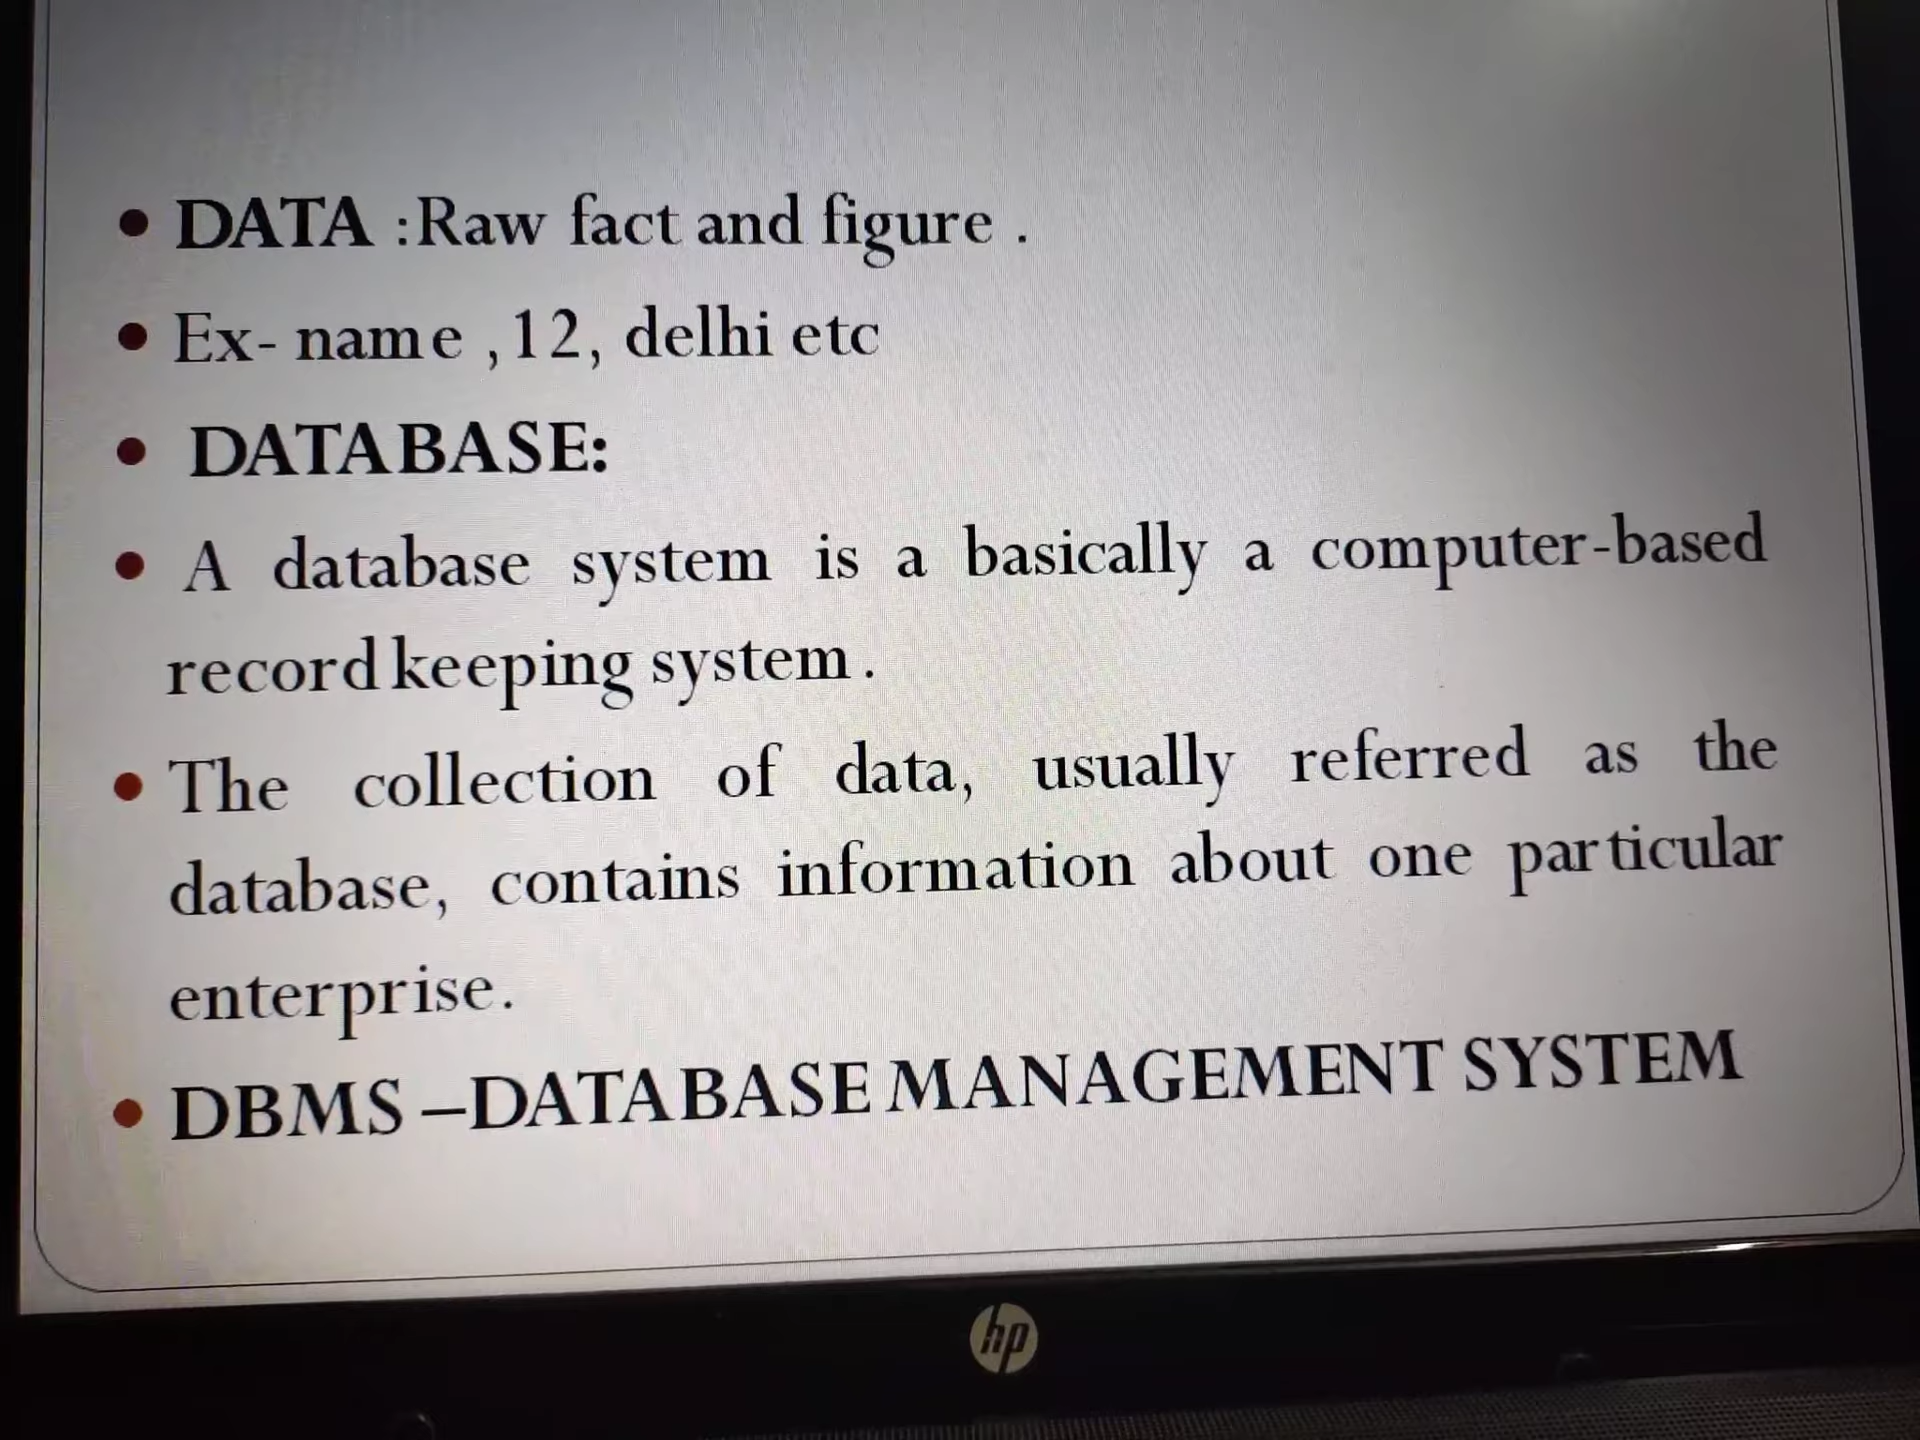 • DATA :Raw fact and figure .
• Ex- name ,12, delhi etc
• DATABASE:
• A database system is a basically a computer-based
record keeping system.
• The collection of data, usually referred as the
database, contains information about one particular
enterprise.
• DBMS –DATABASE MANAGEMENT SYSTEM
hp